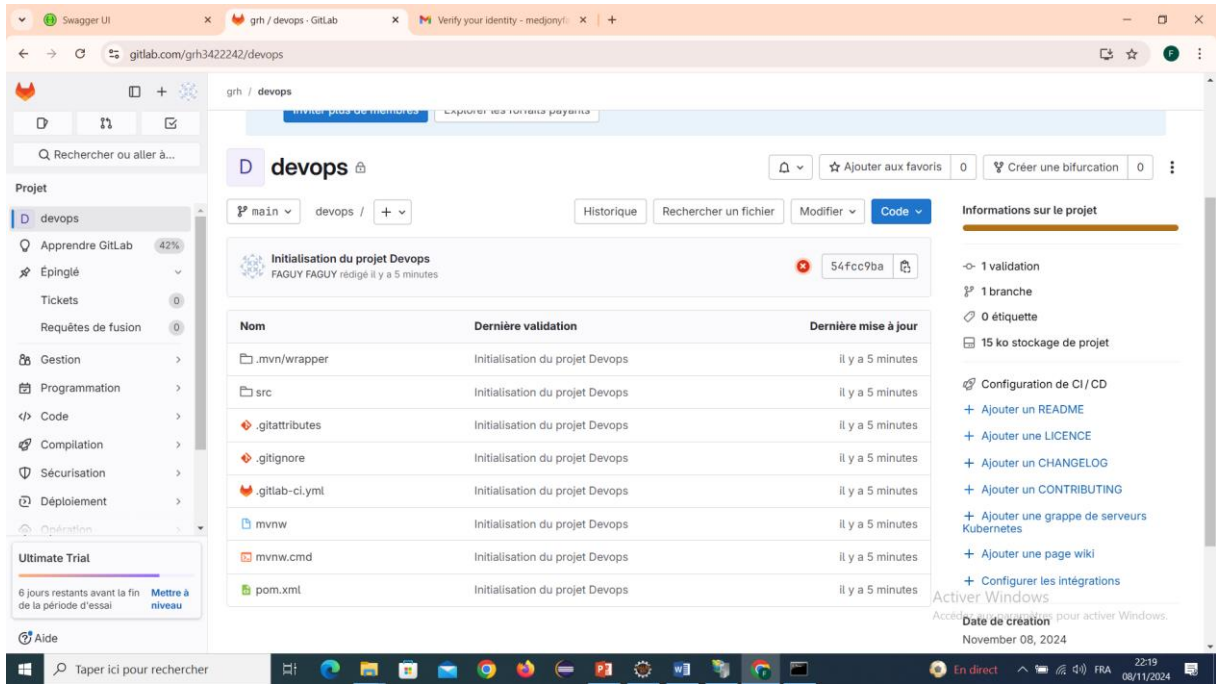 Swagger UI
grh / devops · GitLab
Verify your identity - medjonyf
gitlab.com/grh3422242/devops
F
grh / devops
Inviter plus de membres
Explorer les forfaits payants
Rechercher ou aller à...
Projet
D devops
Apprendre GitLab 42%
Épinglé
Tickets 0
Requêtes de fusion 0
Gestion
Programmation
Code
Compilation
Sécurisation
Déploiement
Opération
Ultimate Trial
6 jours restants avant la fin
de la période d'essai
Mettre à
niveau
Aide
D devops
Ajouter aux favoris 0
Créer une bifurcation 0
main
devops / +
Historique
Rechercher un fichier
Modifier
Code
Initialisation du projet Devops
FAGUY FAGUY rédigé il y a 5 minutes
54fcc9ba
Nom Dernière validation Dernière mise à jour
.mvn/wrapper Initialisation du projet Devops il y a 5 minutes
src Initialisation du projet Devops il y a 5 minutes
.gitattributes Initialisation du projet Devops il y a 5 minutes
.gitignore Initialisation du projet Devops il y a 5 minutes
.gitlab-ci.yml Initialisation du projet Devops il y a 5 minutes
mvnw Initialisation du projet Devops il y a 5 minutes
mvnw.cmd Initialisation du projet Devops il y a 5 minutes
pom.xml Initialisation du projet Devops il y a 5 minutes
Informations sur le projet
1 validation
1 branche
0 étiquette
15 ko stockage de projet
Configuration de CI / CD
+ Ajouter un README
+ Ajouter une LICENCE
+ Ajouter un CHANGELOG
+ Ajouter un CONTRIBUTING
+ Ajouter une grappe de serveurs
Kubernetes
+ Ajouter une page wiki
+ Configurer les intégrations
Activer Windows
Accédez aux paramètres pour activer Windows.
Date de création
November 08, 2024
Taper ici pour rechercher
En direct
FRA
22:19
08/11/2024